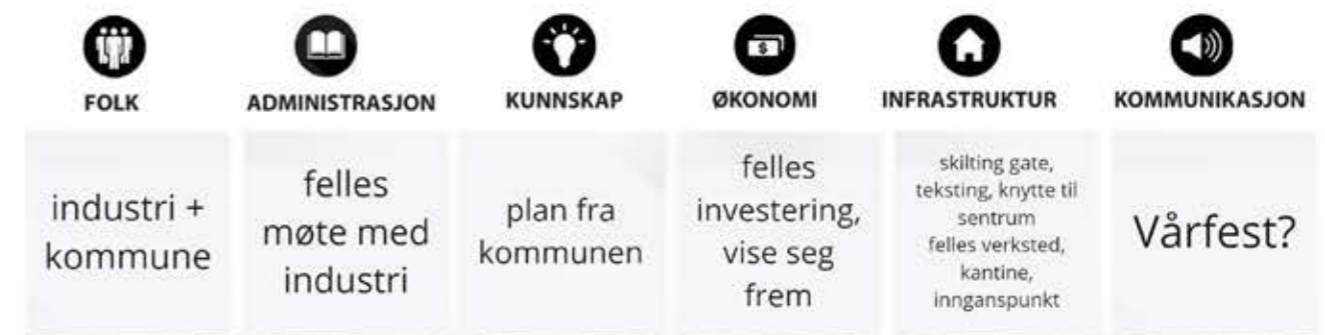 FOLK
ADMINISTRASJON
KUNNSKAP
ØKONOMI
INFRASTRUKTUR
KOMMUNIKASJON
industri +
kommune
felles
møte med
industri
plan fra
kommunen
felles
investering,
vise seg
frem
skilting gate,
teksting, knytte til
sentrum
felles verksted,
kantine,
innganspunkt
Vårfest?